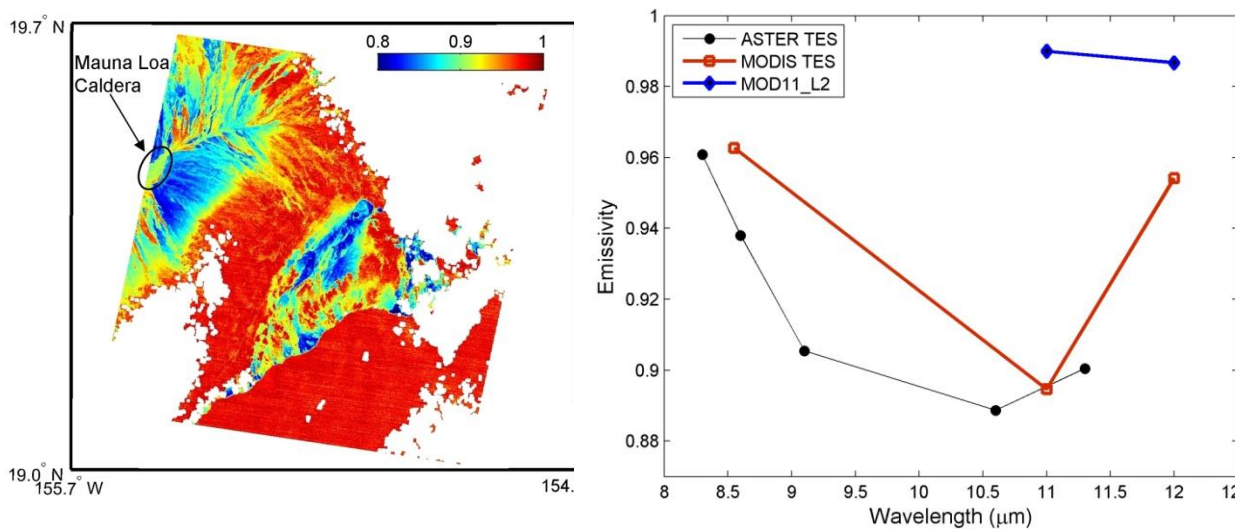 19.7° N
Mauna Loa
Caldera
0.8 0.9 1
19.0° N
155.7° W
154.
1
0.98
0.96
0.94
0.92
0.9
0.88
Emissivity
ASTER TES
MODIS TES
MOD11_L2
8 8.5 9 9.5 10 10.5 11 11.5 12 12
Wavelength (μm)